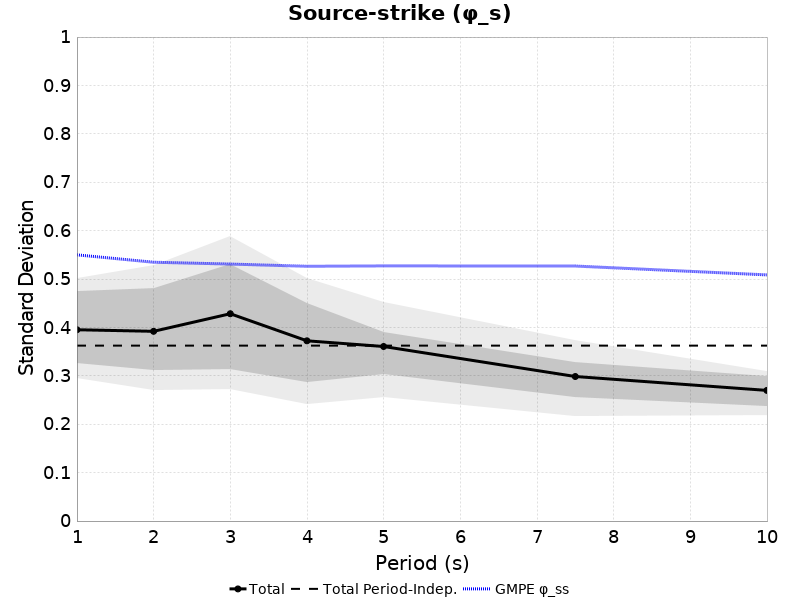 Source-strike (φ_s)
Standard Deviation
1
0.9
0.8
0.7
0.6
0.5
0.4
0.3
0.2
0.1
0
1 2 3 4 5 6 7 8 9 10
Period (s)
Total Total Period-Indep. GMPE φ_ss